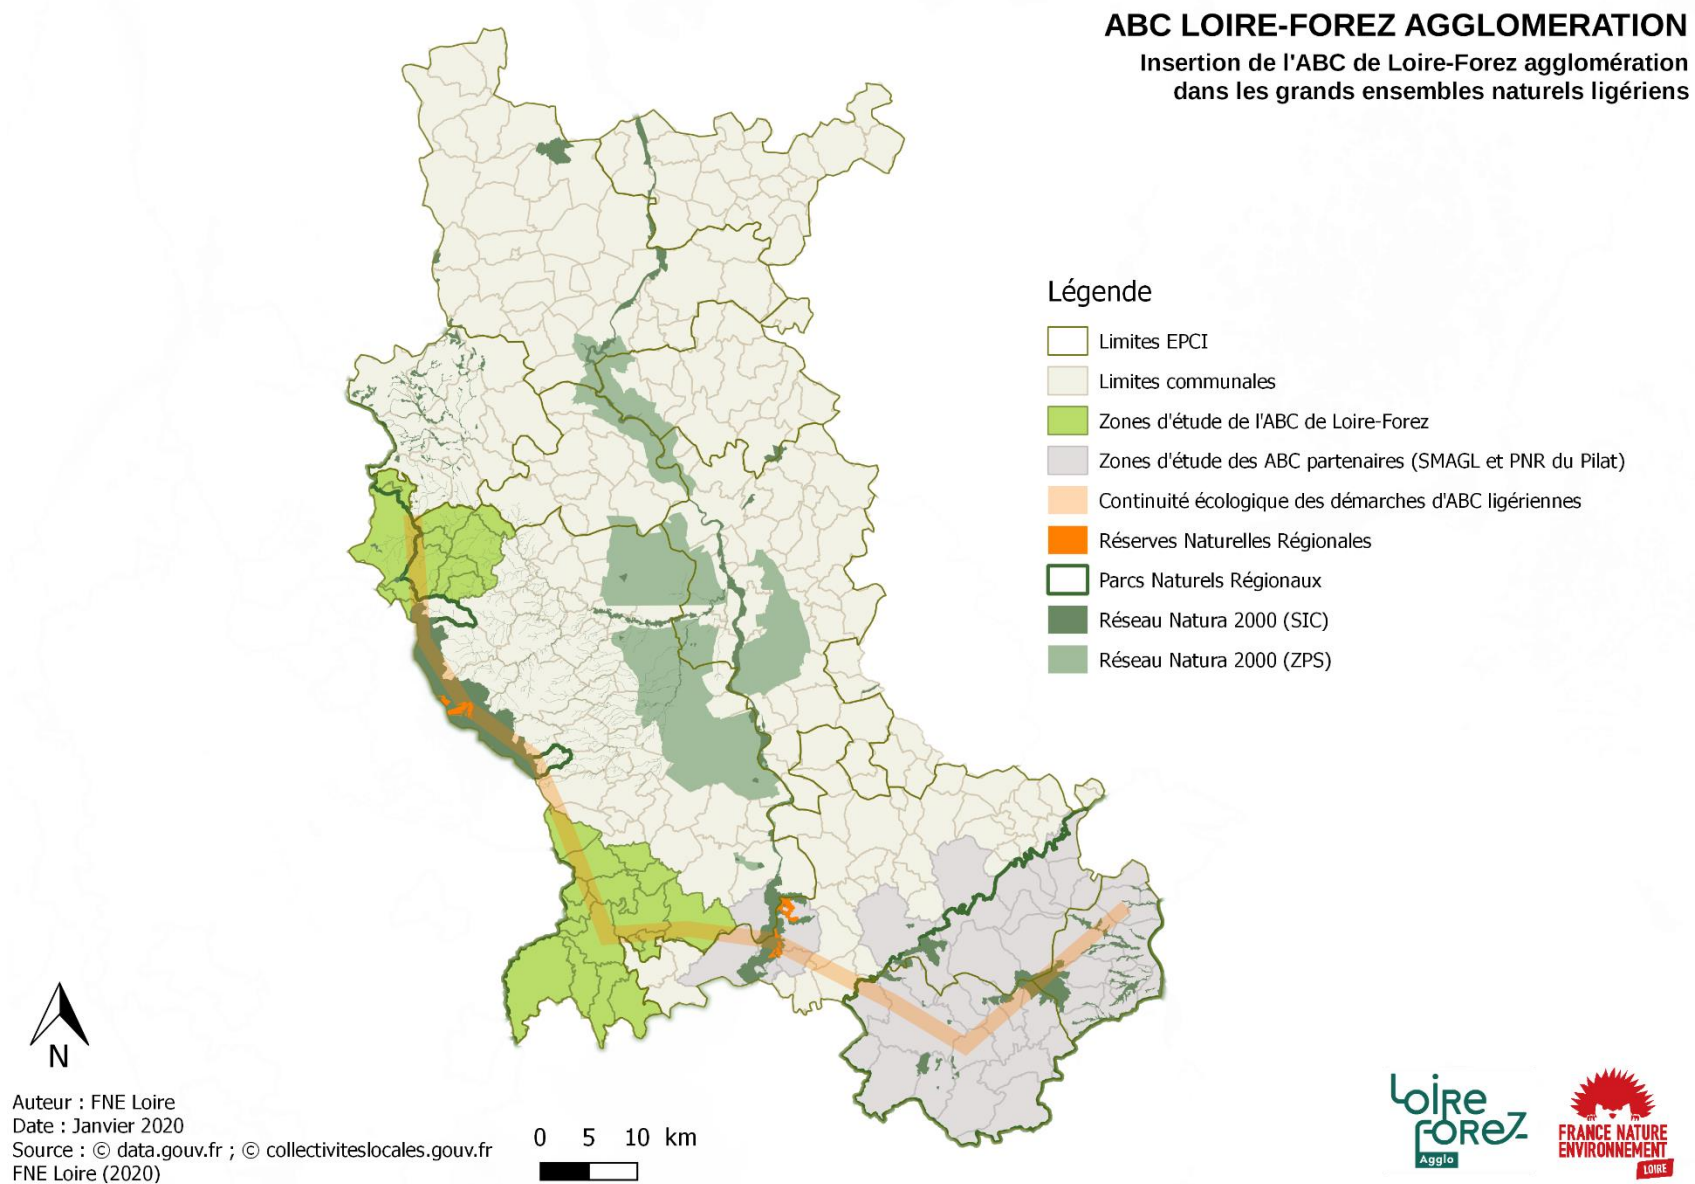 ABC LOIRE-FOREZ AGGLOMERATION
Insertion de l'ABC de Loire-Forez agglomération
dans les grands ensembles naturels ligériens
Légende
Limites EPCI
Limites communales
Zones d'étude de l'ABC de Loire-Forez
Zones d'étude des ABC partenaires (SMAGL et PNR du Pilat)
Continuité écologique des démarches d'ABC ligériennes
Réserves Naturelles Régionales
Parcs Naturels Régionaux
Réseau Natura 2000 (SIC)
Réseau Natura 2000 (ZPS)
N
Auteur : FNE Loire
Date : Janvier 2020
Source : © data.gouv.fr ; © collectiviteslocales.gouv.fr
FNE Loire (2020)
0 5 10 km
Loire
Forez
Agglo
FRANCE NATURE
ENVIRONNEMENT
LOIRE